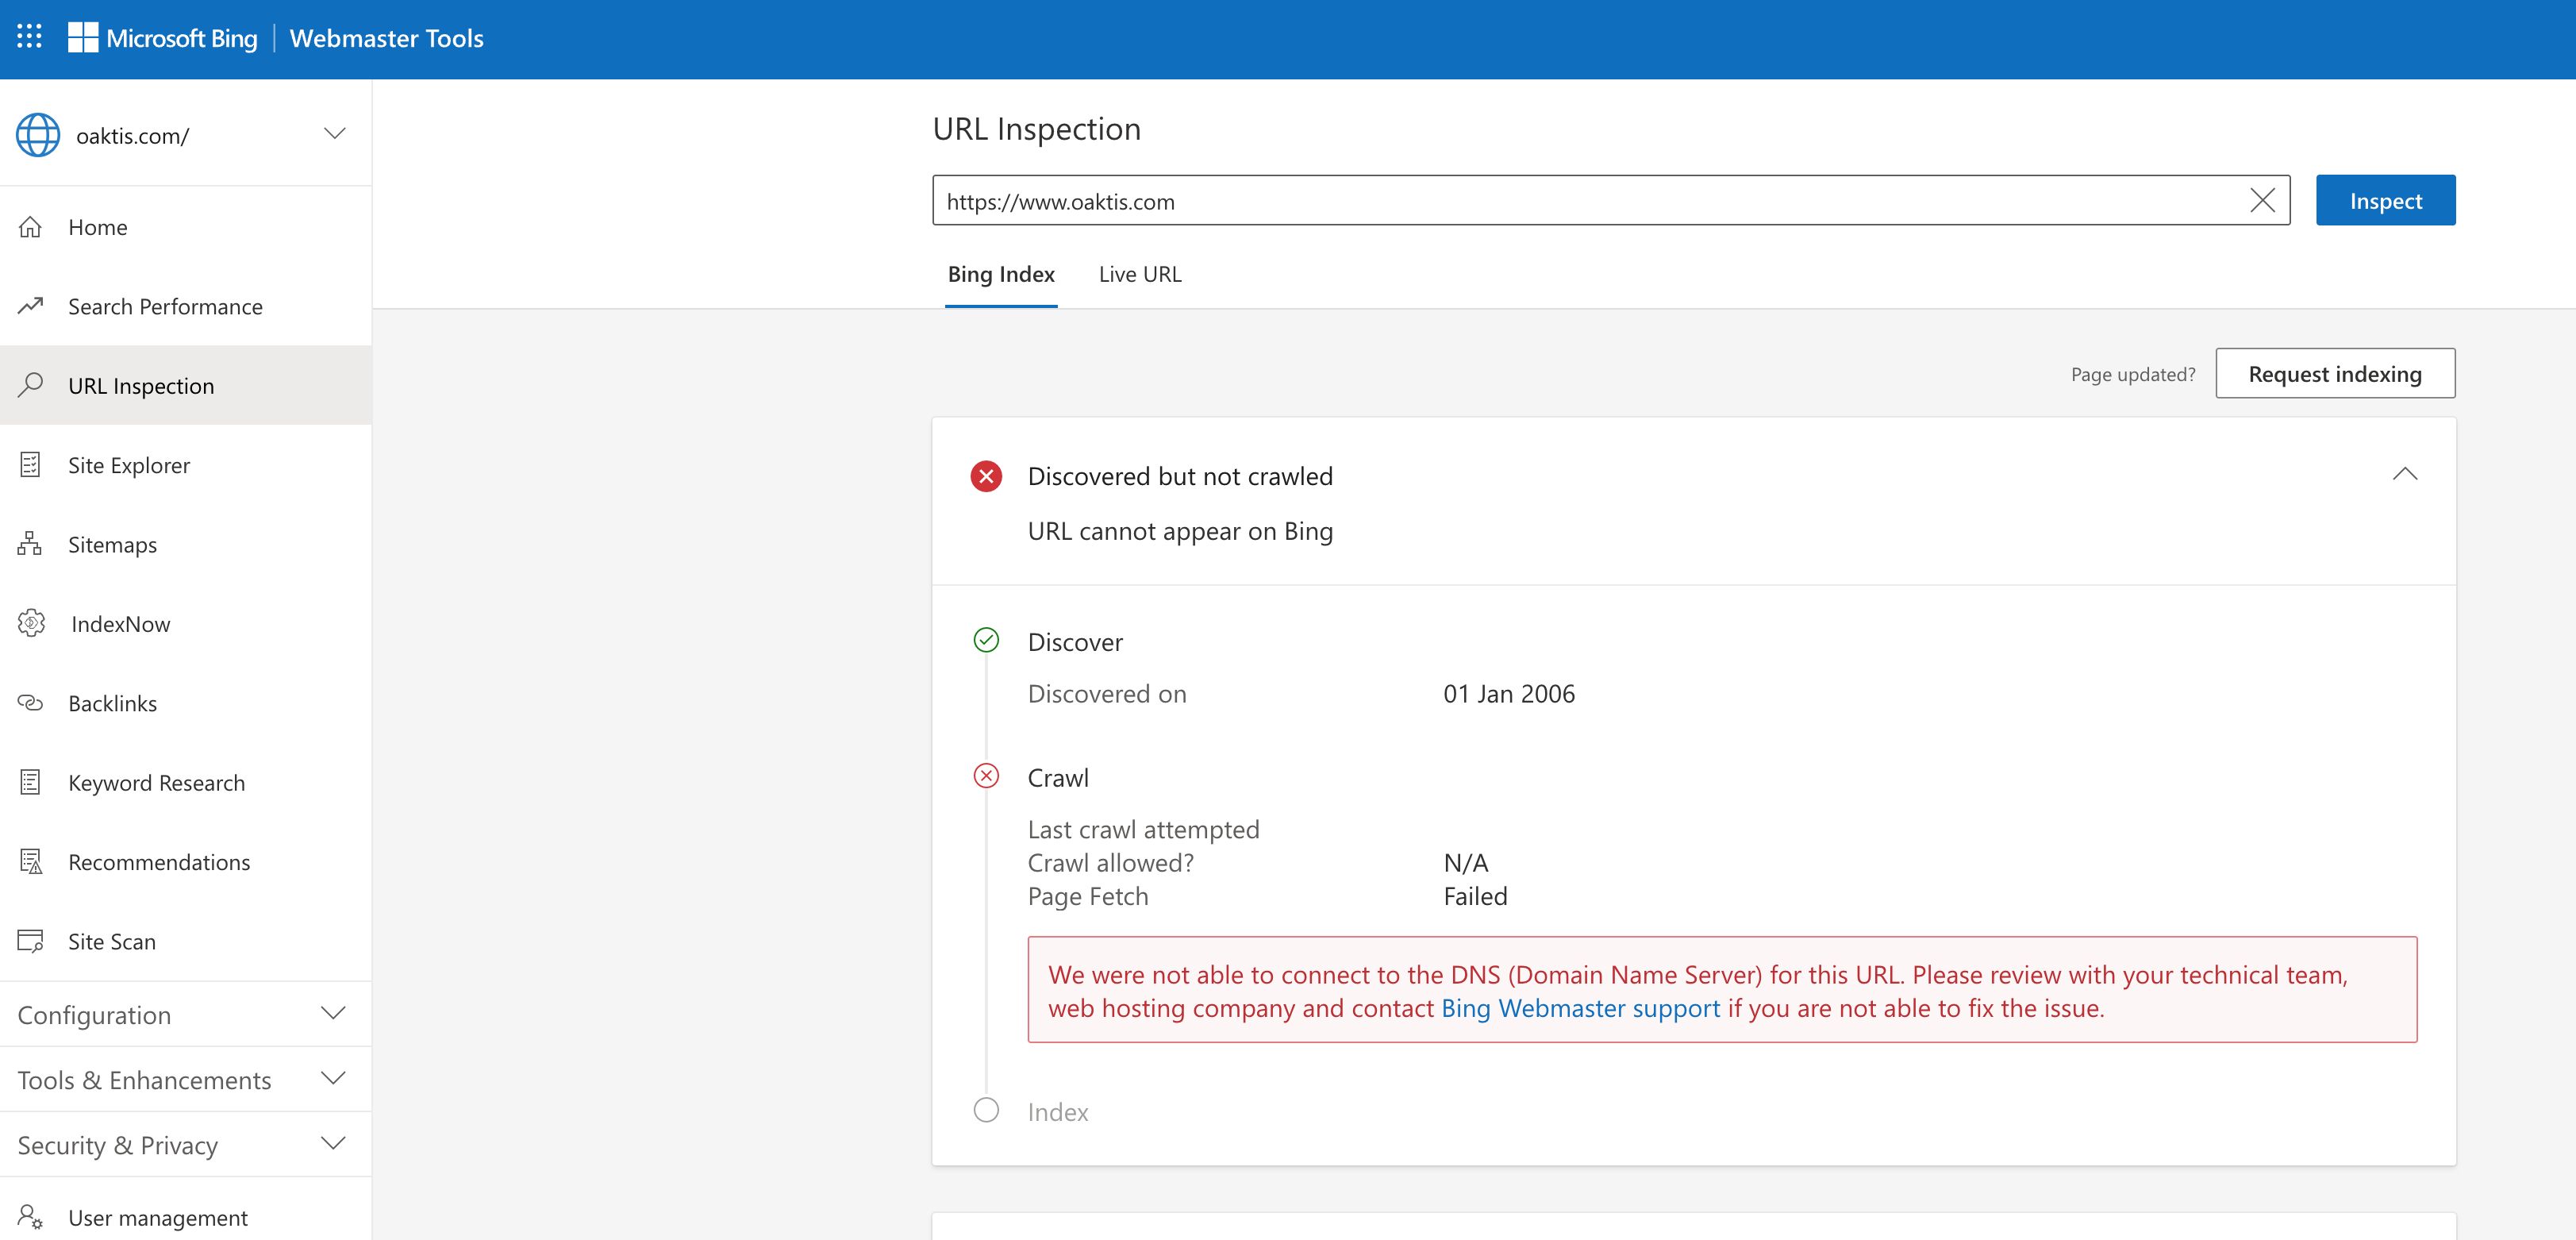 Microsoft Bing | Webmaster Tools
oaktis.com/
Home
Search Performance
URL Inspection
Site Explorer
Sitemaps
IndexNow
Backlinks
Keyword Research
Recommendations
Site Scan
Configuration
Tools & Enhancements
Security & Privacy
User management
URL Inspection
https://www.oaktis.com
Inspect
Bing Index
Live URL
Page updated?
Request indexing
Discovered but not crawled
URL cannot appear on Bing
Discover
Discovered on 01 Jan 2006
Crawl
Last crawl attempted
Crawl allowed? N/A
Page Fetch Failed
We were not able to connect to the DNS (Domain Name Server) for this URL. Please review with your technical team,
web hosting company and contact Bing Webmaster support if you are not able to fix the issue.
Index